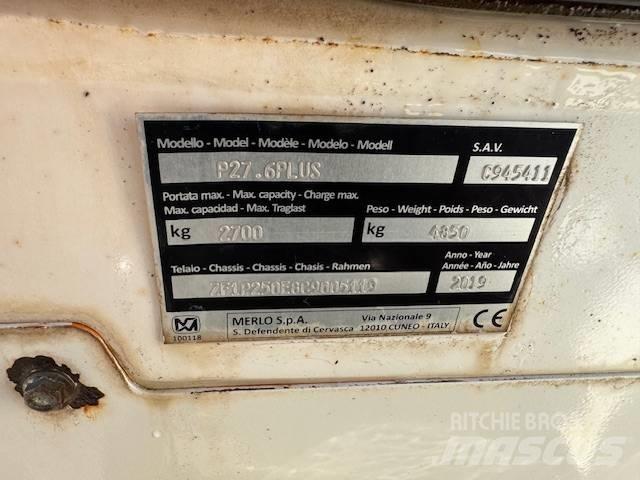 Modello - Model - Modèle - Modelo - Modell
S.A.V.
P27.6PLUS
C945411
Portata max. - Max. capacity - Charge max.
Max. capacidad - Max. Traglast
Peso - Weight - Poids - Peso - Gewicht
kg 2700
kg 4850
Telaio - Chassis - Chassis - Chasis - Rahmen
Anno - Year
Année - Año - Jahre
2019
100118
MERLO S.p.A. Via Nazionale 9
S. Defendente di Cervasca 12010 CUNEO - ITALY
CE
RITCHIE BROS
MASCUS